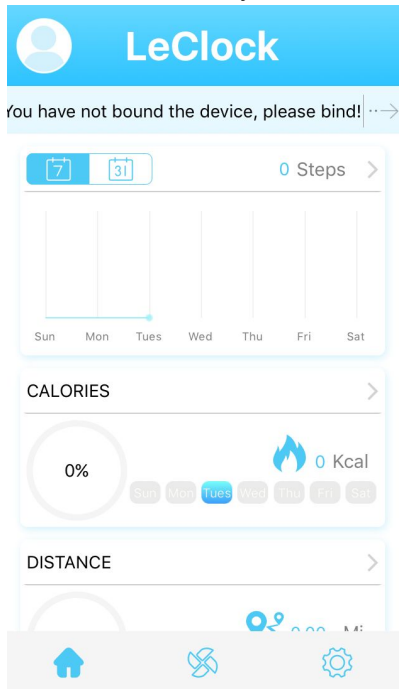 LeClock
You have not bound the device, please bind!
7 31 0 Steps
Sun Mon Tues Wed Thu Fri Sat
CALORIES
0%
0 Kcal
Sun Mon Tues Wed Thu Fri Sat
DISTANCE